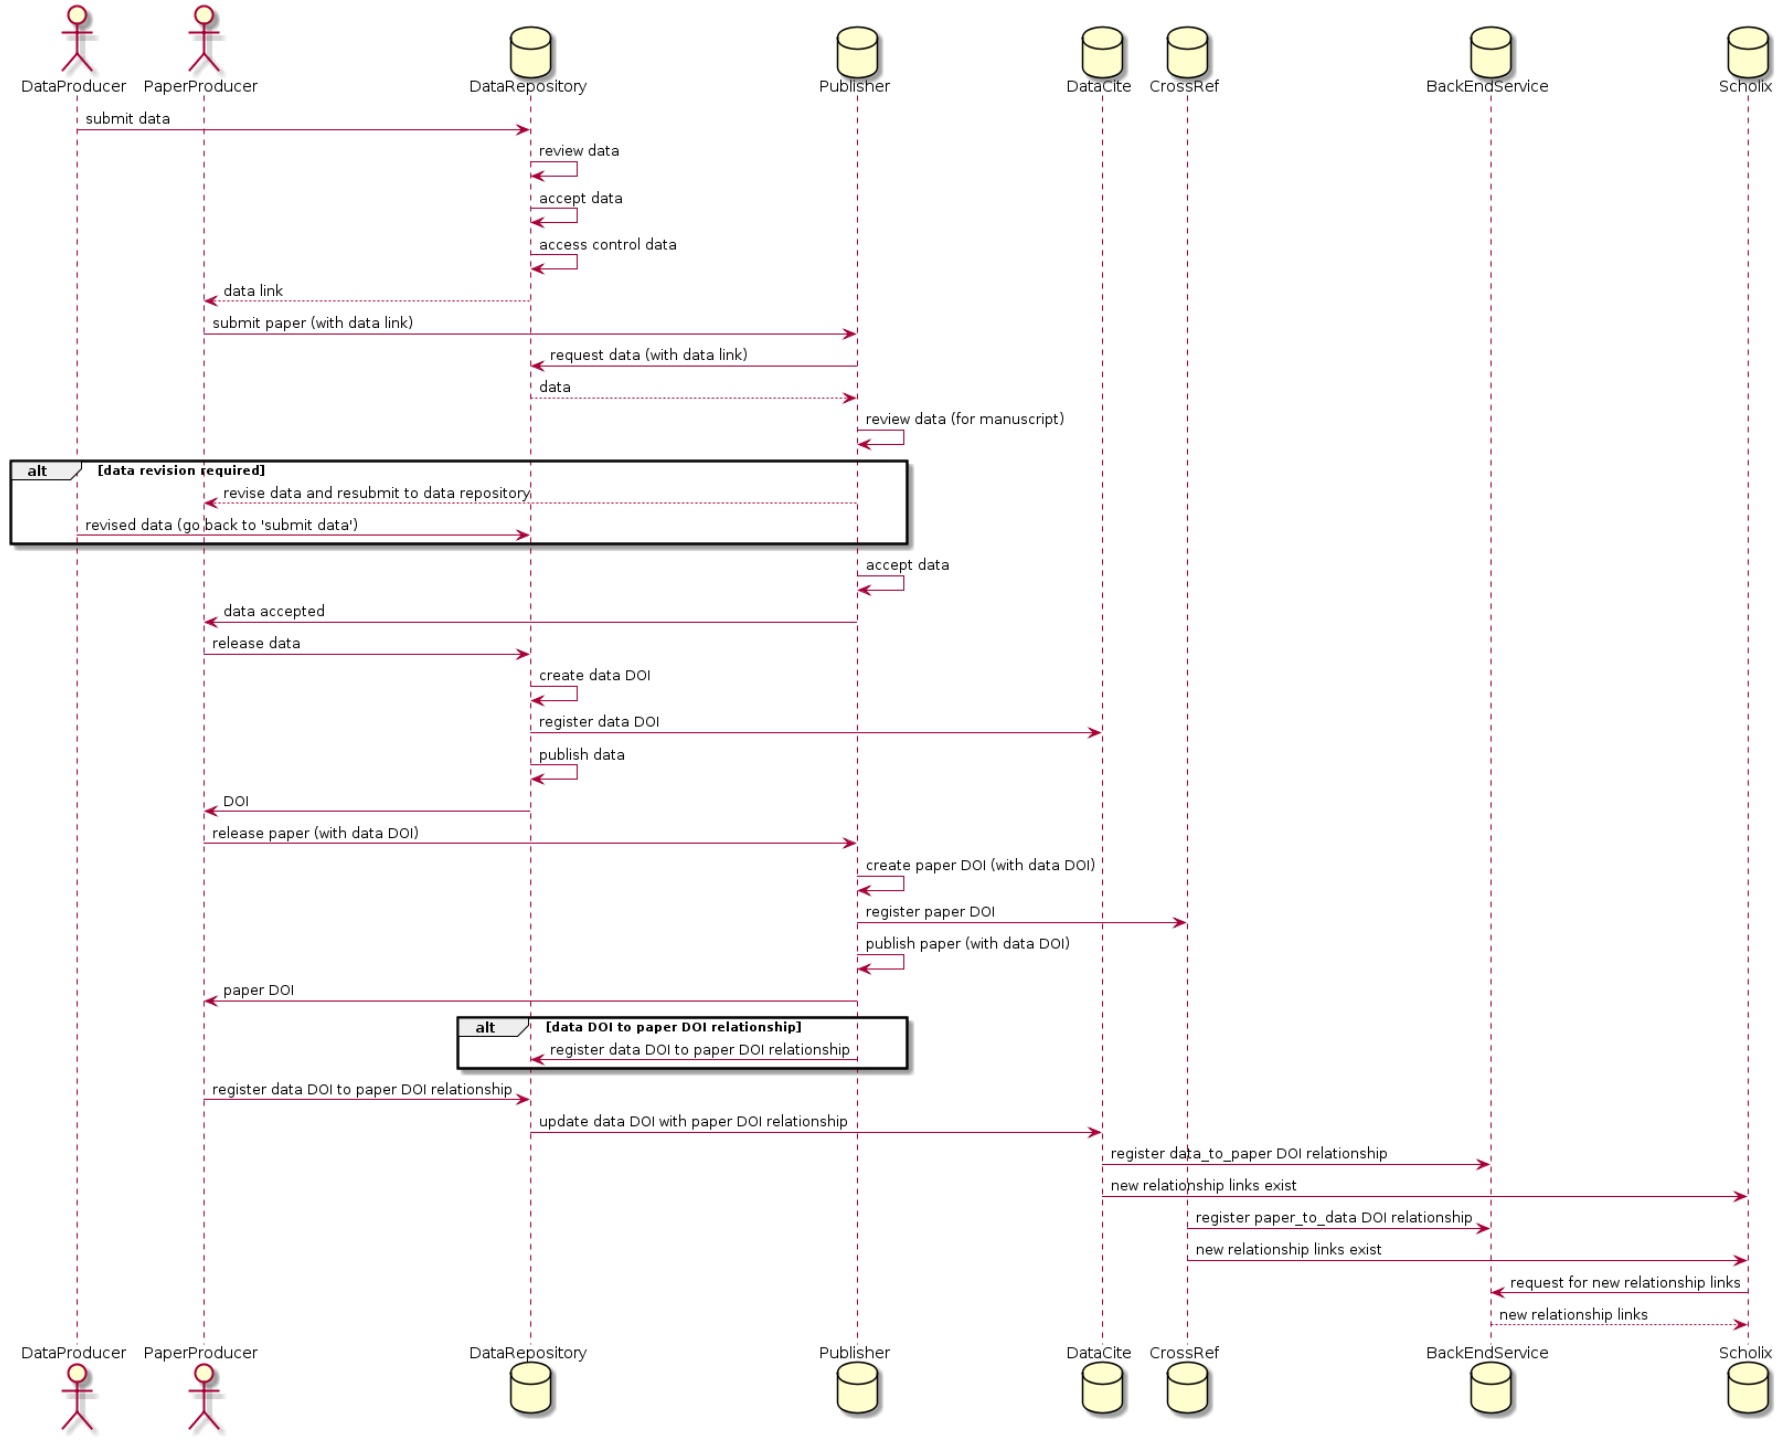 DataProducer PaperProducer DataRepository Publisher DataCite CrossRef BackEndService Scholix
submit data
review data
accept data
access control data
data link
submit paper (with data link)
request data (with data link)
data
review data (for manuscript)
alt [data revision required]
revise data and resubmit to data repository
revised data (go back to 'submit data')
accept data
data accepted
release data
create data DOI
register data DOI
publish data
DOI
release paper (with data DOI)
create paper DOI (with data DOI)
register paper DOI
publish paper (with data DOI)
paper DOI
alt [data DOI to paper DOI relationship]
register data DOI to paper DOI relationship
register data DOI to paper DOI relationship
update data DOI with paper DOI relationship
register data_to_paper DOI relationship
new relationship links exist
register paper_to_data DOI relationship
new relationship links exist
request for new relationship links
new relationship links
DataProducer PaperProducer DataRepository Publisher DataCite CrossRef BackEndService Scholix